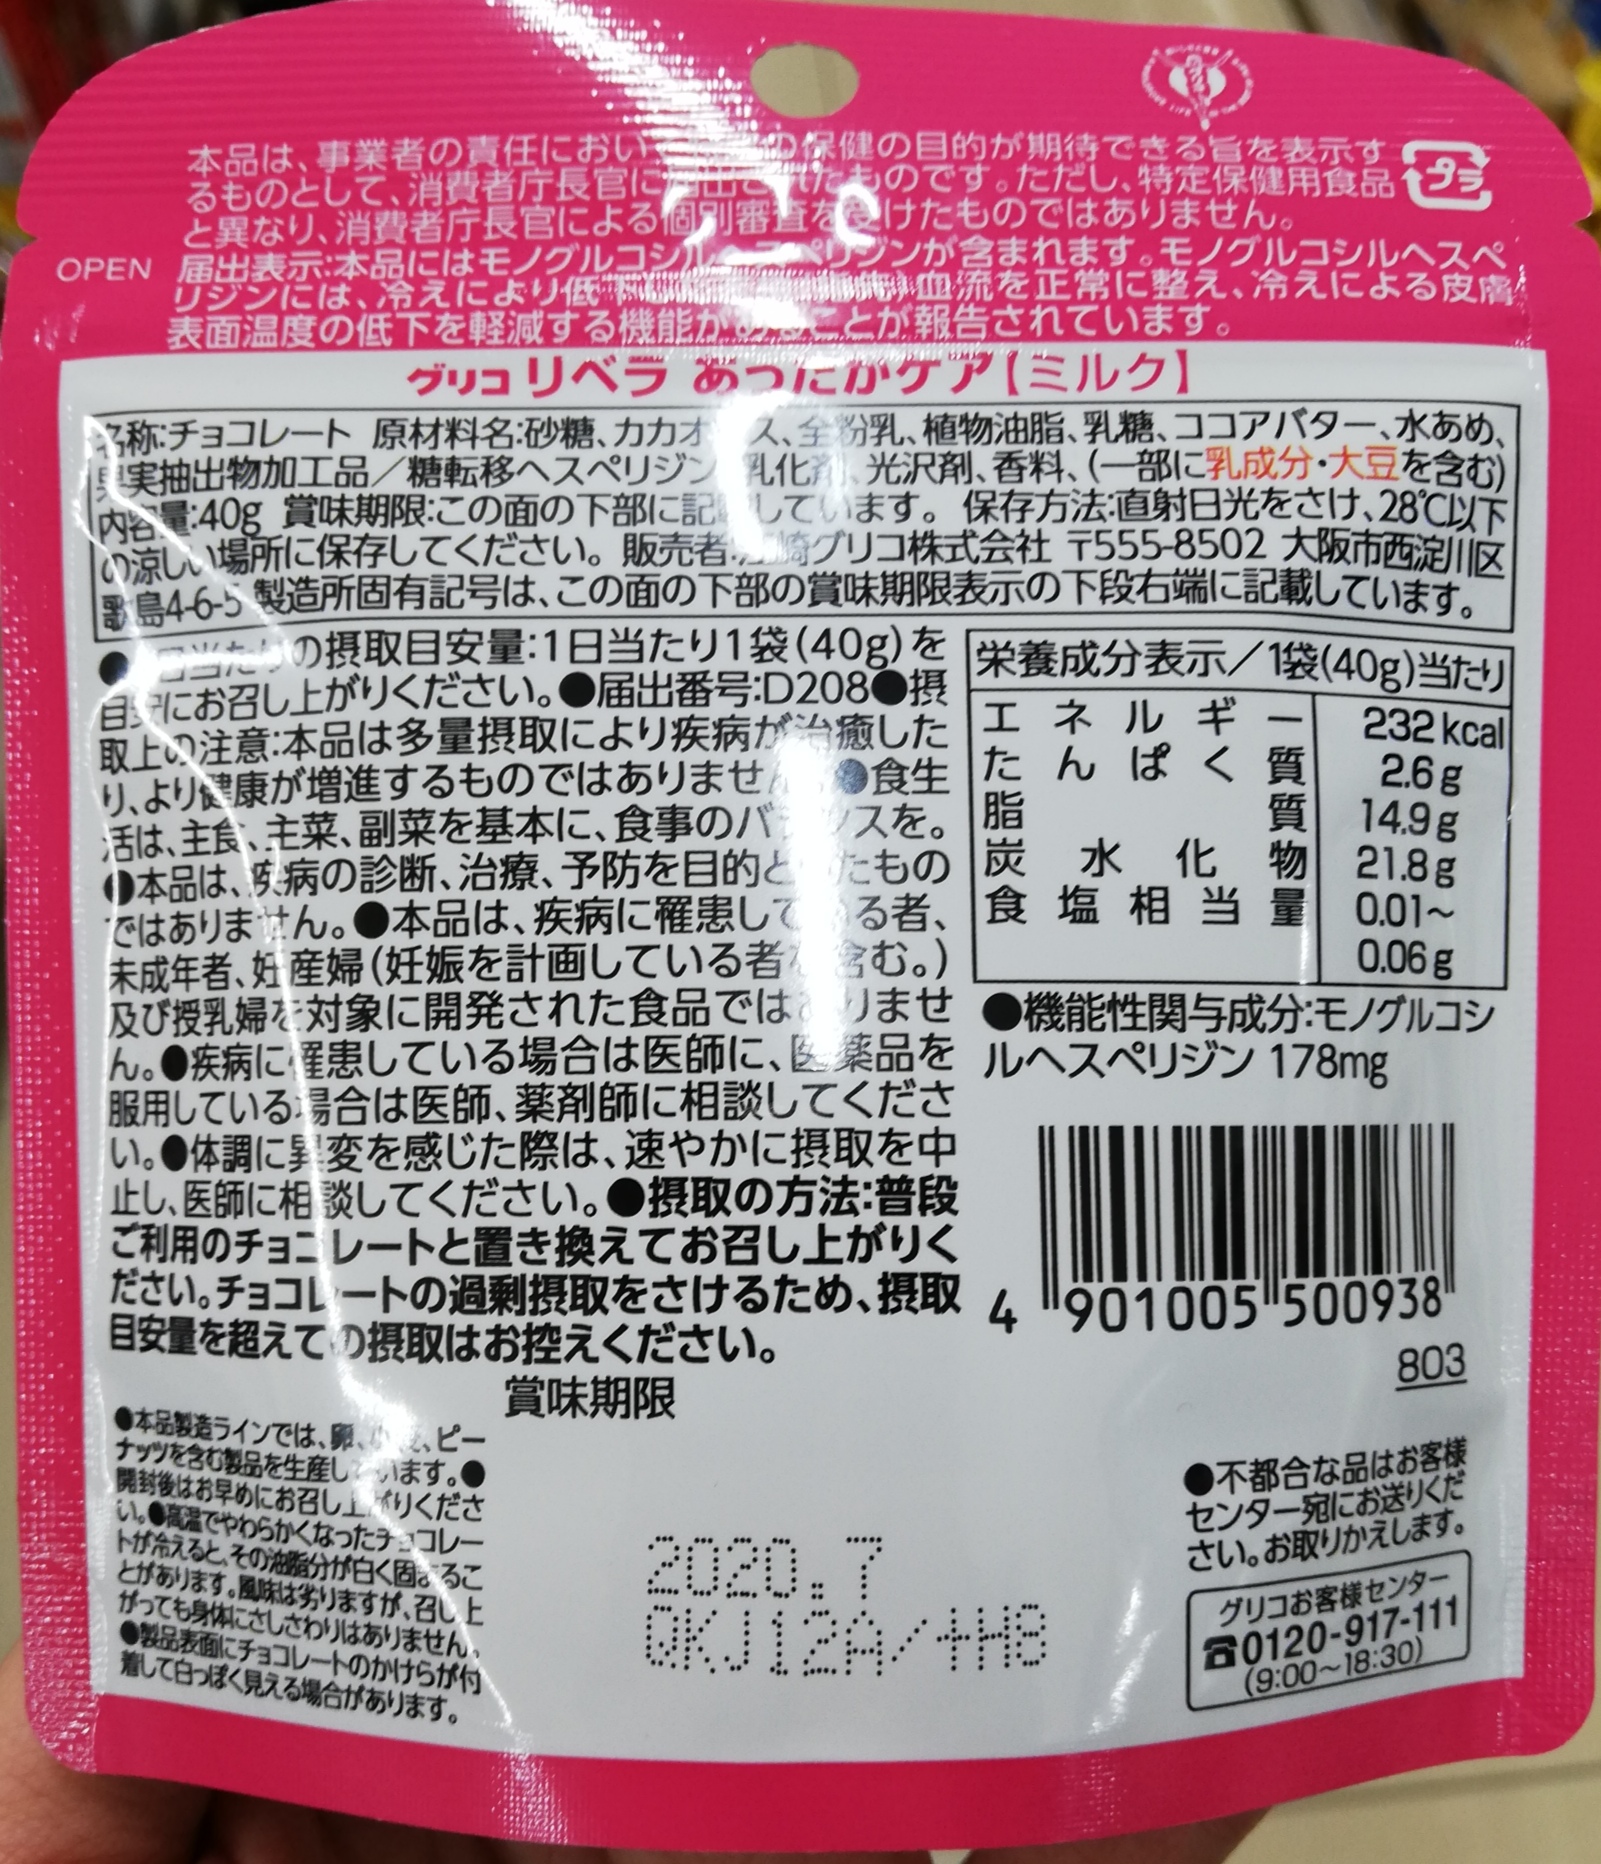 本品は、事業者の責任におい の保健の目的が期待できる旨を表示す
るものとして、消費者庁長官に届出されたものです。ただし、特定保健用食品
と異なり、消費者庁長官による個別審査を受けたものではありません。
プラ
OPEN
届出表示:本品にはモノグルコシルヘスペリジンが含まれます。モノグルコシルヘスペ
リジンには、冷えにより低下 血流を正常に整え、冷えによる皮膚
表面温度の低下を軽減する機能があることが報告されています。
グリコ リベラ あったかケア【ミルク】
名称:チョコレート 原材料名:砂糖、カカオ ス、全粉乳、植物油脂、乳糖、ココアバター、水あめ、
果実抽出物加工品/糖転移ヘスペリジン 乳化剤、光沢剤、香料、(一部に乳成分・大豆を含む)
内容量:40g 賞味期限:この面の下部に記載しています。 保存方法:直射日光をさけ、28℃以下
の涼しい場所に保存してください。 販売者:江崎グリコ株式会社 〒555-8502 大阪市西淀川区
歌島4-6-5 製造所固有記号は、この面の下部の賞味期限表示の下段右端に記載しています。
●1日当たりの摂取目安量:1日当たり1袋(40g)を
目安にお召し上がりください。●届出番号:D208●摂
取上の注意:本品は多量摂取により疾病が治癒した
り、より健康が増進するものではありません。●食生
活は、主食、主菜、副菜を基本に、食事のバランスを。
●本品は、疾病の診断、治療、予防を目的としたもの
ではありません。●本品は、疾病に罹患している者、
未成年者、妊産婦(妊娠を計画している者を含む。)
及び授乳婦を対象に開発された食品ではありませ
ん。●疾病に罹患している場合は医師に、医薬品を
服用している場合は医師、薬剤師に相談してくださ
い。●体調に異変を感じた際は、速やかに摂取を中
止し、医師に相談してください。●摂取の方法:普段
ご利用のチョコレートと置き換えてお召し上がりく
ださい。チョコレートの過剰摂取をさけるため、摂取
目安量を超えての摂取はお控えください。
栄養成分表示/1袋(40g)当たり
エネルギー 232kcal
たんぱく質 2.6g
脂質 14.9g
炭水化物 21.8g
食塩相当量 0.01~
0.06g
●機能性関与成分:モノグルコシ
ルヘスペリジン 178mg
4 901005 500938
803
賞味期限
●本品製造ラインでは、卵、小麦、ピー
ナッツを含む製品を生産しています。●
開封後はお早めにお召し上がりくださ
い。●高温でやわらかくなったチョコレー
トが冷えると、その油脂分が白く固まるこ
とがあります。風味は劣りますが、召し上
がっても身体にさしさわりはありません。
●製品表面にチョコレートのかけらが付
着して白っぽく見える場合があります。
2020.7
QKJ12A/+H8
●不都合な品はお客様
センター宛にお送りくだ
さい。お取りかえします。
グリコお客様センター
☎0120-917-111
(9:00~18:30)